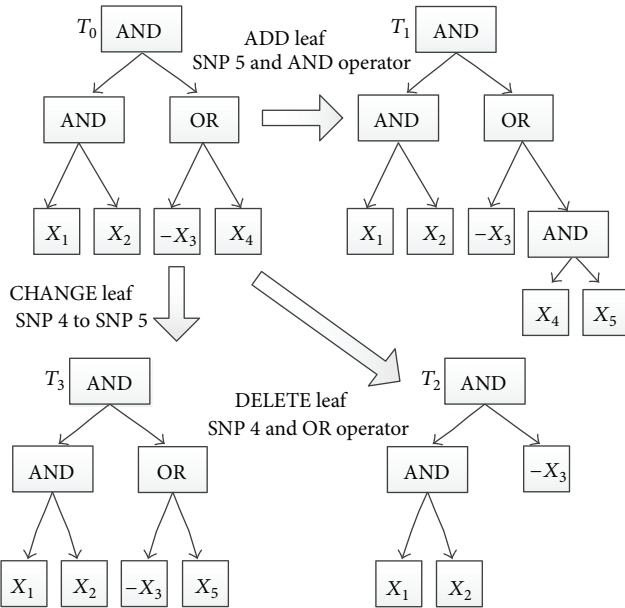 T₀ AND
ADD leaf
SNP 5 and AND operator
T₁ AND
AND OR
AND OR
X₁ X₂ −X₃ X₄
X₁ X₂ −X₃ AND
X₄ X₅
CHANGE leaf
SNP 4 to SNP 5
DELETE leaf
SNP 4 and OR operator
T₃ AND
T₂ AND
AND OR
AND −X₃
X₁ X₂ −X₃ X₅
X₁ X₂